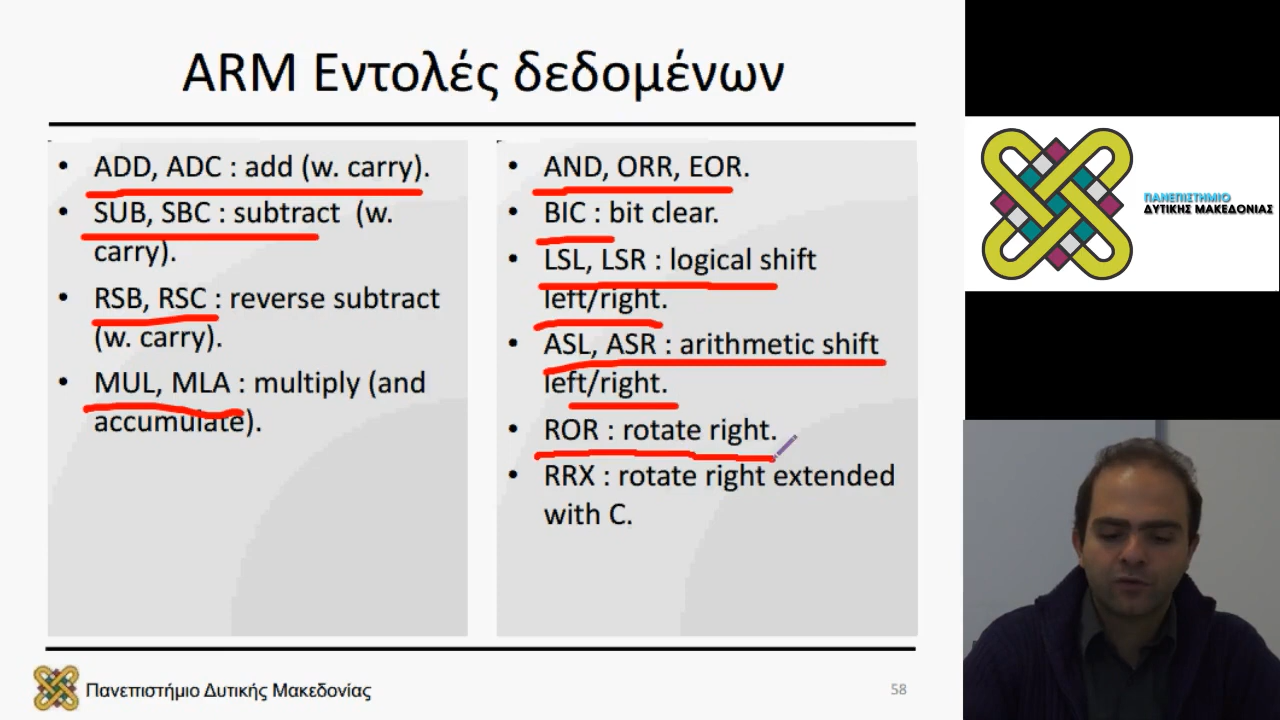 ARM Εντολές δεδομένων
• ADD, ADC : add (w. carry).
• SUB, SBC : subtract (w.
carry).
• RSB, RSC : reverse subtract
(w. carry).
• MUL, MLA : multiply (and
accumulate).
• AND, ORR, EOR.
• BIC : bit clear.
• LSL, LSR : logical shift
left/right.
• ASL, ASR : arithmetic shift
left/right.
• ROR : rotate right.
• RRX : rotate right extended
with C.
Πανεπιστήμιο Δυτικής Μακεδονίας
58
ΠΑΝΕΠΙΣΤΗΜΙΟ
ΔΥΤΙΚΗΣ ΜΑΚΕΔΟΝΙΑΣ